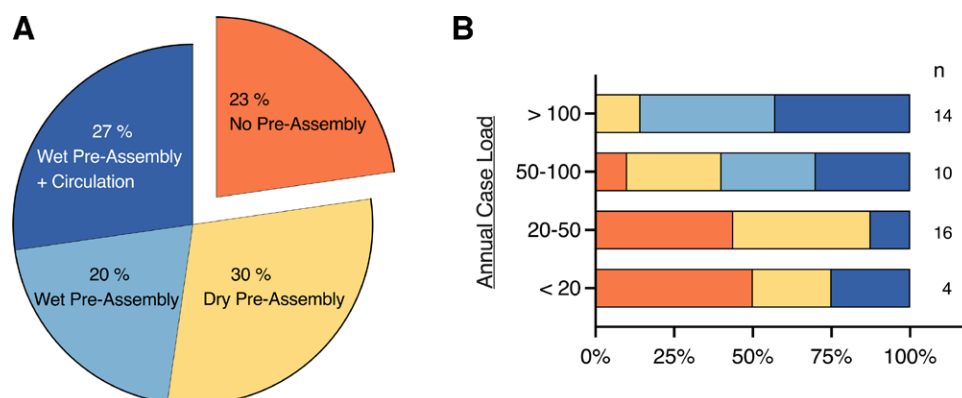 A
23 %
No Pre-Assembly
27 %
Wet Pre-Assembly
+ Circulation
20 %
Wet Pre-Assembly
30 %
Dry Pre-Assembly
B
n
Annual Case Load
> 100
14
50-100
10
20-50
16
< 20
4
0%
25%
50%
75%
100%